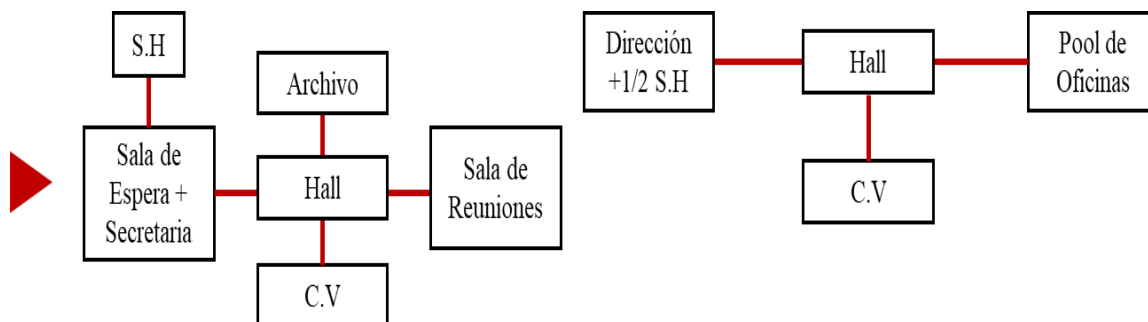 S.H
Archivo
Sala de
Espera +
Secretaria
Hall
Sala de
Reuniones
C.V
Dirección
+1/2 S.H
Hall
Pool de
Oficinas
C.V